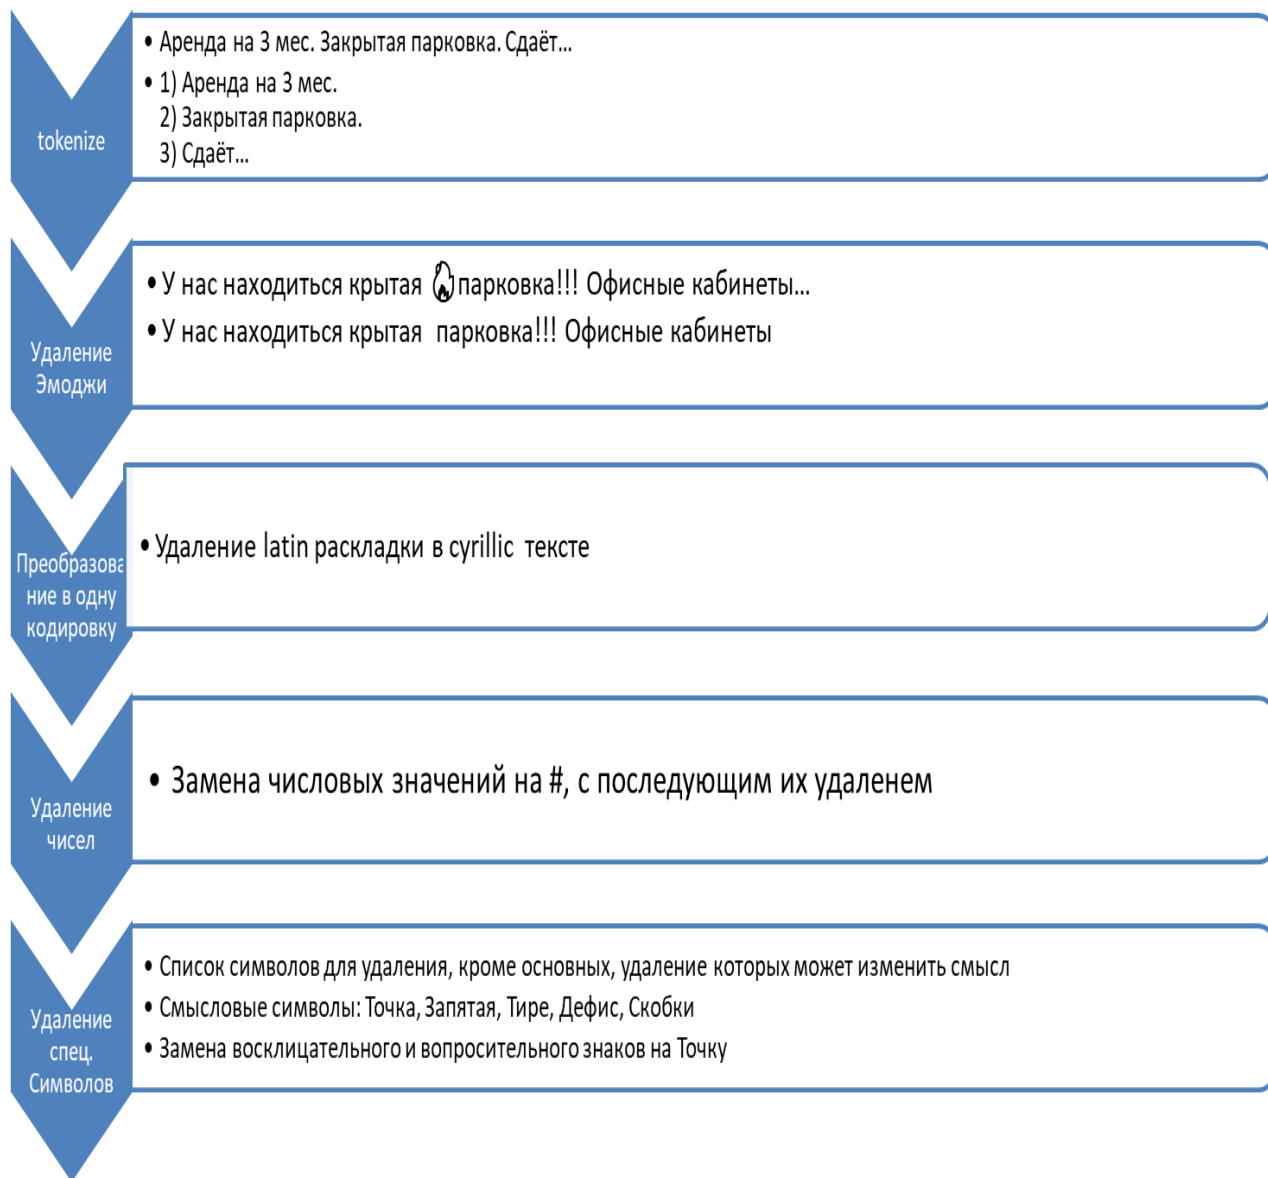 tokenize
• Аренда на 3 мес. Закрытая парковка. Сдаёт...
• 1) Аренда на 3 мес.
2) Закрытая парковка.
3) Сдаёт...
Удаление
Эмоджи
• У нас находиться крытая 🔥парковка!!! Офисные кабинеты...
• У нас находиться крытая парковка!!! Офисные кабинеты
Преобразова
ние в одну
кодировку
• Удаление latin раскладки в cyrillic тексте
Удаление
чисел
• Замена числовых значений на #, с последующим их удаленем
Удаление
спец.
Символов
• Список символов для удаления, кроме основных, удаление которых может изменить смысл
• Смысловые символы: Точка, Запятая, Тире, Дефис, Скобки
• Замена восклицательного и вопросительного знаков на Точку